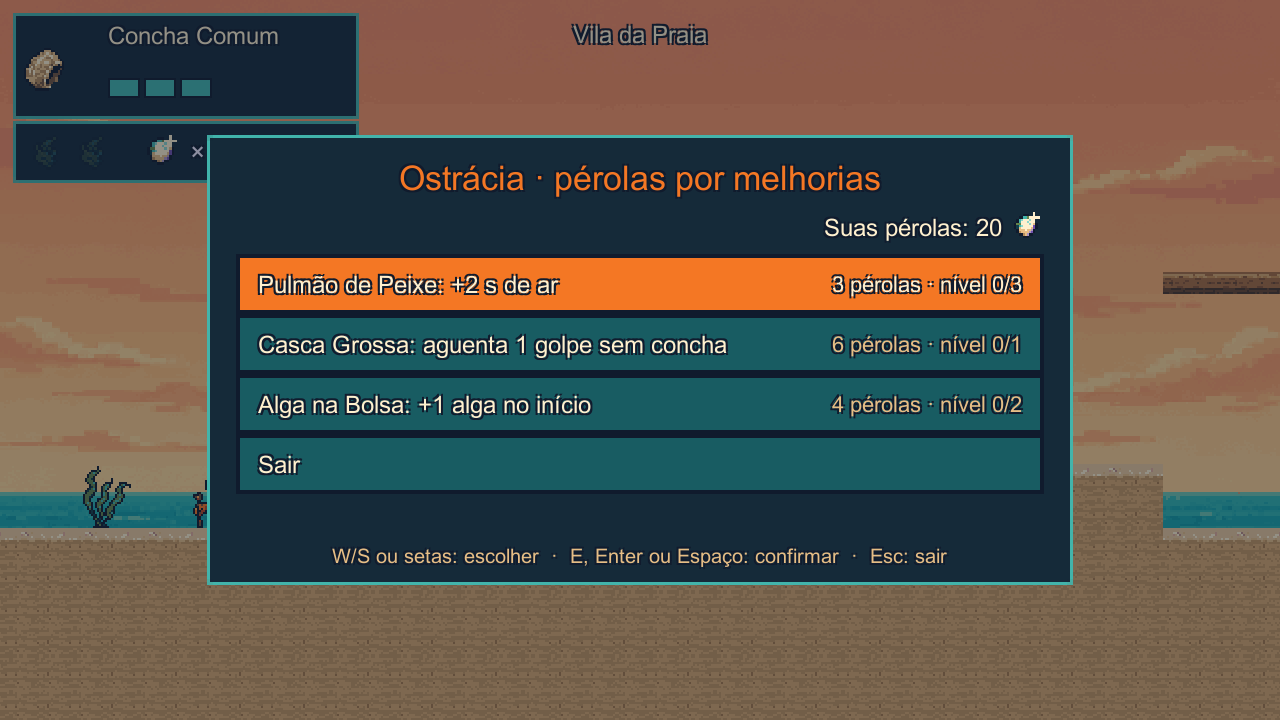 Concha Comum
Vila da Praia
×
Ostrácia · pérolas por melhorias
Suas pérolas: 20
Pulmão de Peixe: +2 s de ar 3 pérolas · nível 0/3
Casca Grossa: aguenta 1 golpe sem concha 6 pérolas · nível 0/1
Alga na Bolsa: +1 alga no início 4 pérolas · nível 0/2
Sair
W/S ou setas: escolher · E, Enter ou Espaço: confirmar · Esc: sair